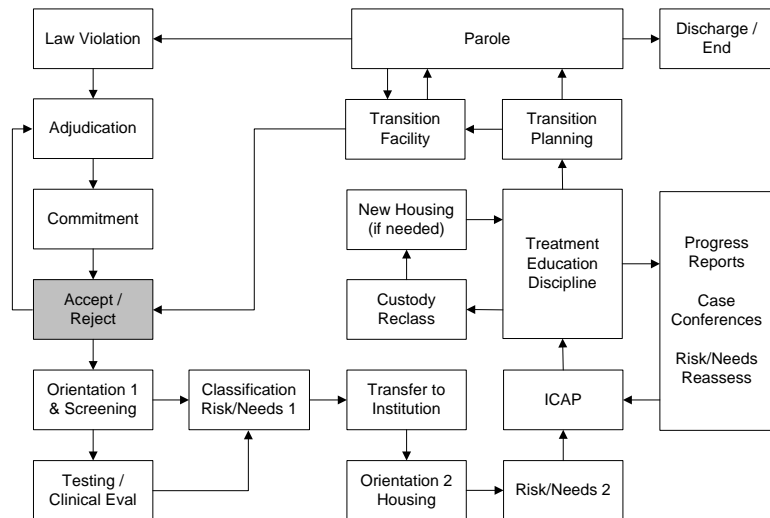 Law Violation
Parole
Discharge /
End
Adjudication
Transition
Facility
Transition
Planning
Commitment
New Housing
(if needed)
Treatment
Education
Discipline
Progress
Reports
Case
Conferences
Risk/Needs
Reassess
Accept /
Reject
Custody
Reclass
Orientation 1
& Screening
Classification
Risk/Needs 1
Transfer to
Institution
ICAP
Testing /
Clinical Eval
Orientation 2
Housing
Risk/Needs 2